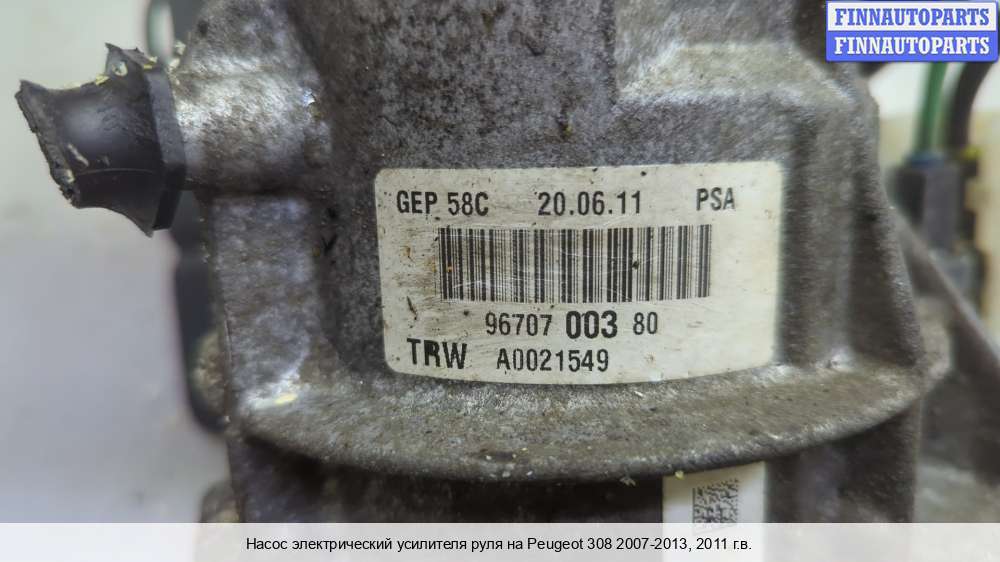 FINNAUTOPARTS
FINNAUTOPARTS
GEP 58C 20.06.11 PSA
96707 003 80
TRW A0021549
Насос электрический усилителя руля на Peugeot 308 2007-2013, 2011 г.в.